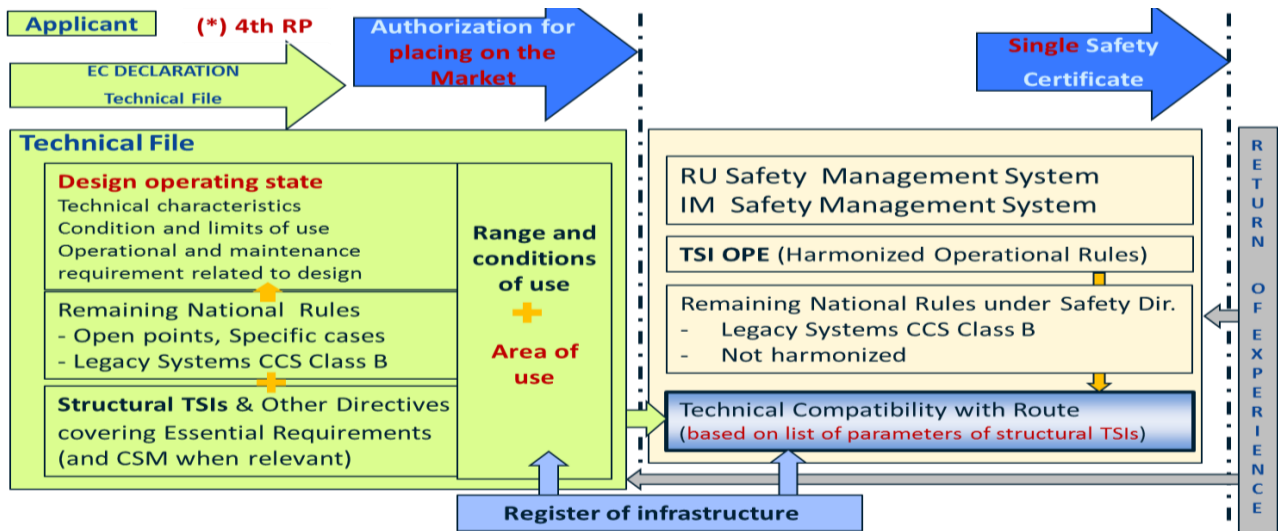 Applicant
(*) 4th RP
EC DECLARATION
Technical File
Authorization for
placing on the
Market
Single Safety
Certificate
Technical File
Design operating state
Technical characteristics
Condition and limits of use
Operational and maintenance
requirement related to design
Remaining National Rules
- Open points, Specific cases
- Legacy Systems CCS Class B
Structural TSIs & Other Directives
covering Essential Requirements
(and CSM when relevant)
Range and
conditions
of use
Area of
use
RU Safety Management System
IM Safety Management System
TSI OPE (Harmonized Operational Rules)
Remaining National Rules under Safety Dir.
- Legacy Systems CCS Class B
- Not harmonized
Technical Compatibility with Route
(based on list of parameters of structural TSIs)
Register of infrastructure
RETURN OF EXPERIENCE